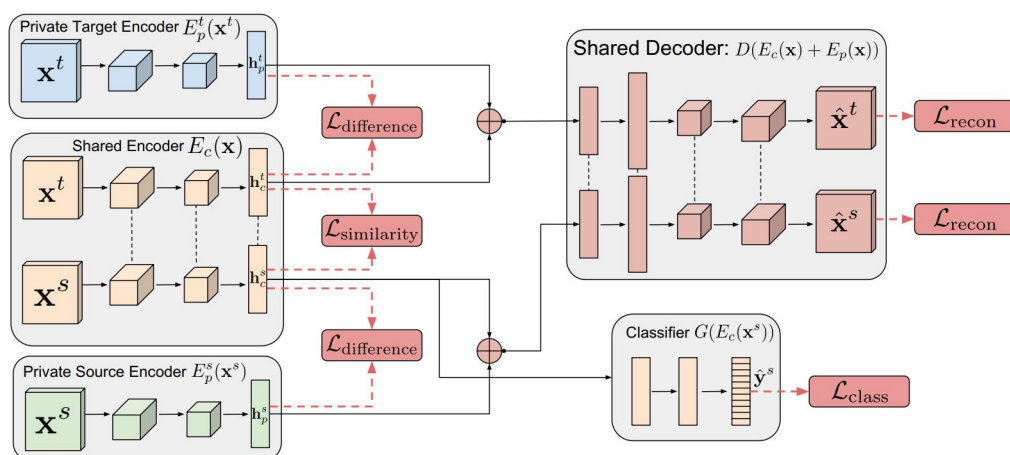 Private Target Encoder $E_p^t(\mathbf{x}^t)$
$\mathbf{x}^t$
$\mathbf{h}_p^t$
$\mathcal{L}_{\text{difference}}$
Shared Encoder $E_c(\mathbf{x})$
$\mathbf{x}^t$
$\mathbf{h}_c^t$
$\mathcal{L}_{\text{similarity}}$
$\mathbf{x}^s$
$\mathbf{h}_c^s$
$\mathcal{L}_{\text{difference}}$
Private Source Encoder $E_p^s(\mathbf{x}^s)$
$\mathbf{x}^s$
$\mathbf{h}_p^s$
Shared Decoder: $D(E_c(\mathbf{x}) + E_p(\mathbf{x}))$
$\hat{\mathbf{x}}^t$
$\mathcal{L}_{\text{recon}}$
$\hat{\mathbf{x}}^s$
$\mathcal{L}_{\text{recon}}$
Classifier $G(E_c(\mathbf{x}^s))$
$\hat{\mathbf{y}}^s$
$\mathcal{L}_{\text{class}}$